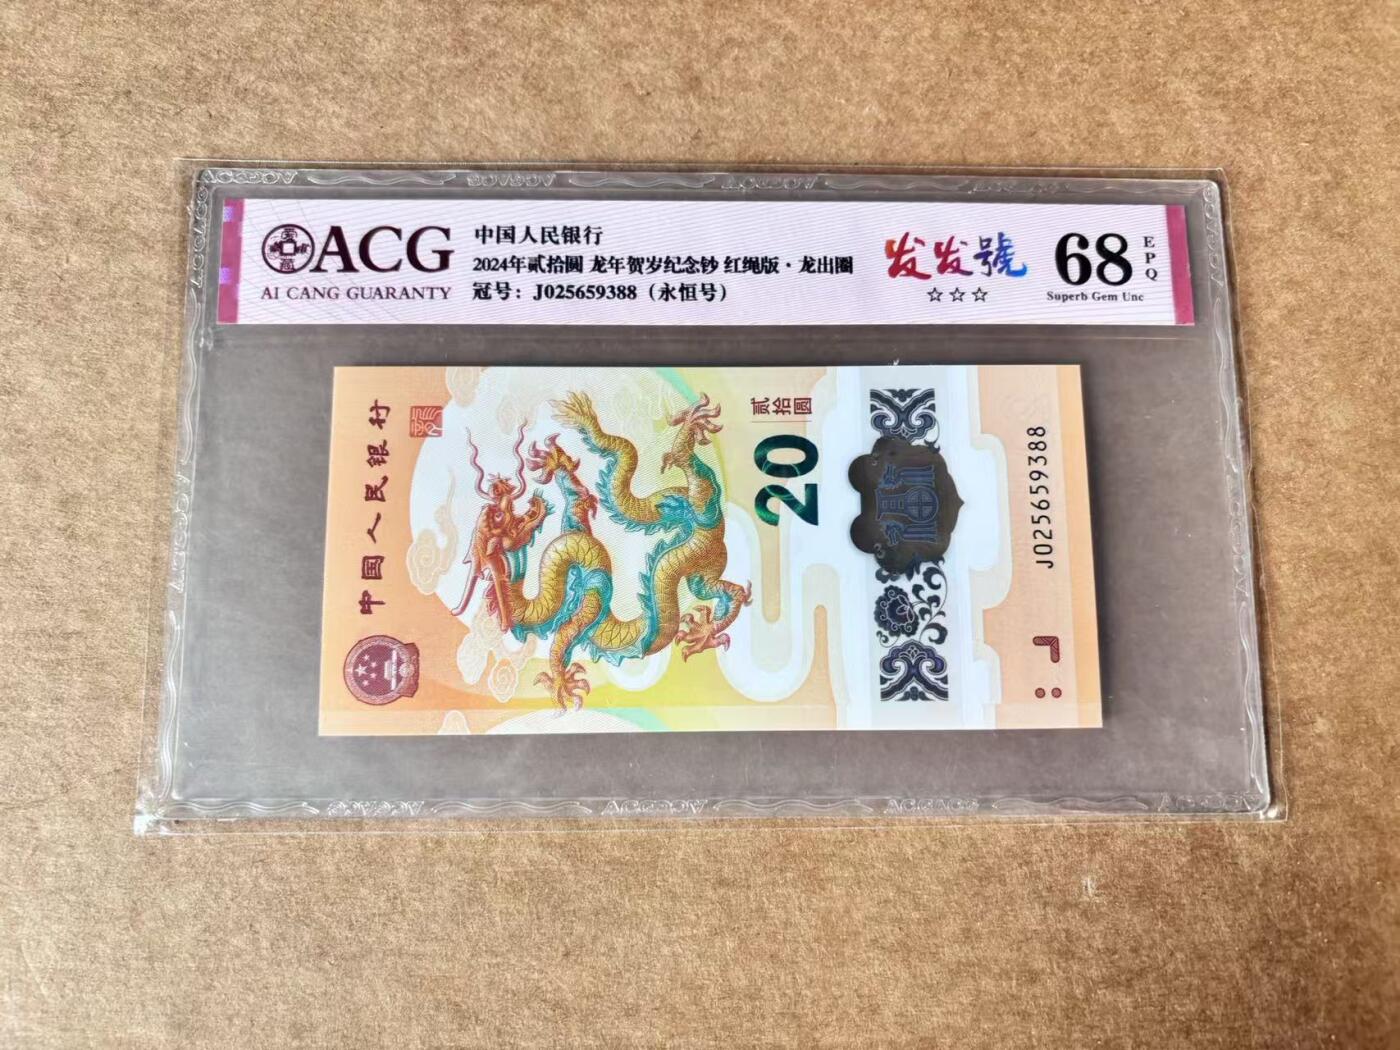 ACG
AI CANG GUARANTY
中国人民银行
2024年贰拾圆 龙年贺岁纪念钞 红绳版·龙出圈
冠号：J025659388（永恒号）
发发號
☆☆☆
68
EPQ
Superb Gem Unc
中国人民银行
贰拾圆
20
J025659388